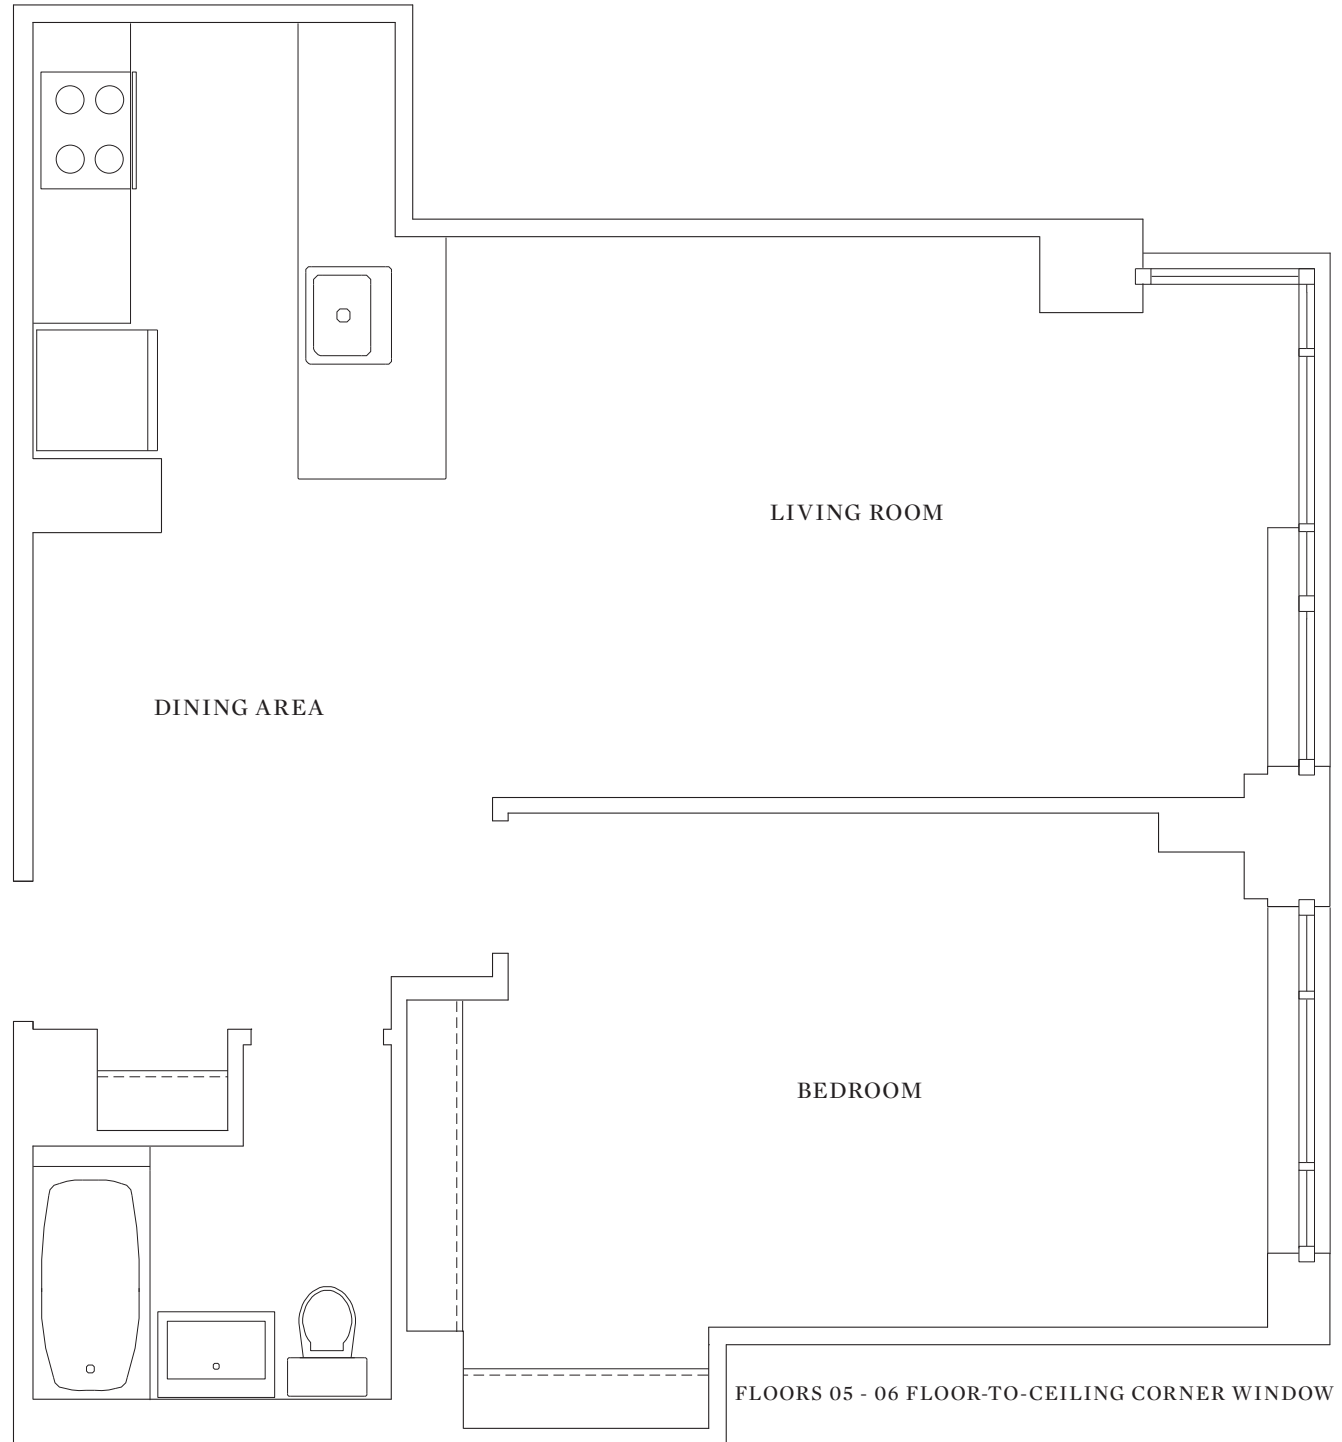 LIVING ROOM
DINING AREA
BEDROOM
FLOORS 05 - 06 FLOOR-TO-CEILING CORNER WINDOW